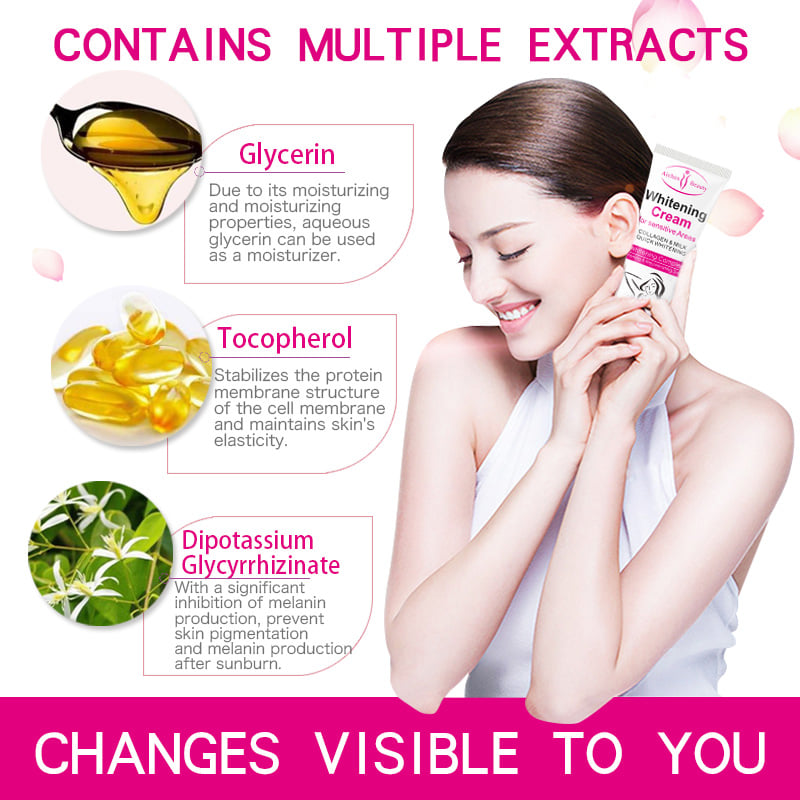 CONTAINS MULTIPLE EXTRACTS
Glycerin
Due to its moisturizing
and moisturizing
properties, aqueous
glycerin can be used
as a moisturizer.
Tocopherol
Stabilizes the protein
membrane structure
of the cell membrane
and maintains skin's
elasticity.
Dipotassium
Glycyrrhizinate
With a significant
inhibition of melanin
production, prevent
skin pigmentation
and melanin production
after sunburn.
Aichun Beauty
Whitening
Cream
for sensitive Areas
COLLAGEN & MILK
QUICK WHITENING
CHANGES VISIBLE TO YOU